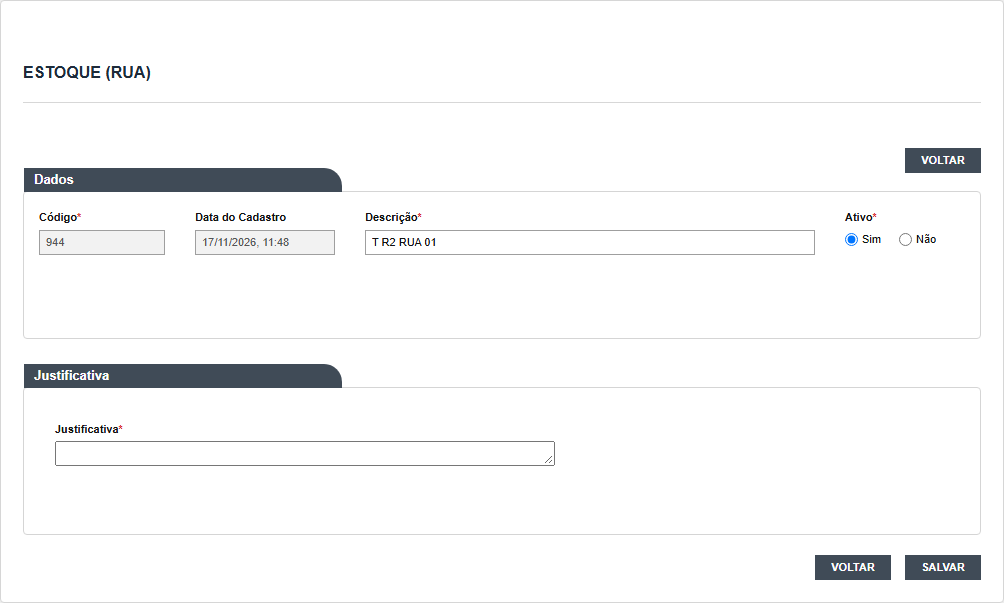 ESTOQUE (RUA)
VOLTAR
Dados
Código* Data do Cadastro Descrição* Ativo*
944 17/11/2026, 11:48 T R2 RUA 01 Sim Não
Justificativa
Justificativa*
VOLTAR SALVAR